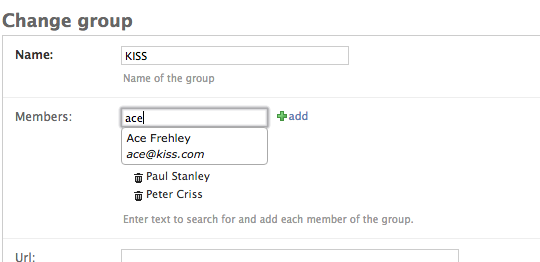 Change group
Name: KISS
Name of the group
Members: ace add
Ace Frehley
ace@kiss.com
Paul Stanley
Peter Criss
Enter text to search for and add each member of the group.
Url: